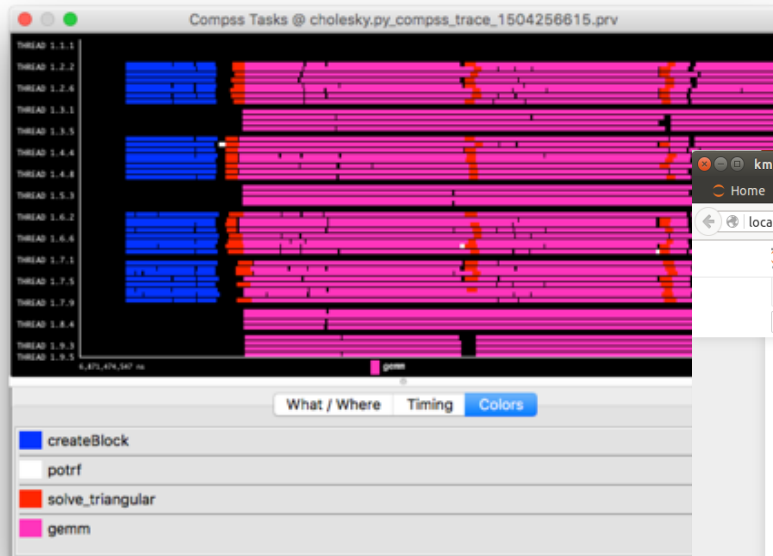 Compss Tasks @ cholesky.py_compss_trace_1504256615.prv
THREAD 1.1.1
THREAD 1.2.2
THREAD 1.2.6
THREAD 1.3.1
THREAD 1.3.5
THREAD 1.4.4
THREAD 1.4.8
THREAD 1.5.3
THREAD 1.6.2
THREAD 1.6.6
THREAD 1.7.1
THREAD 1.7.5
THREAD 1.7.9
THREAD 1.8.4
THREAD 1.9.3
THREAD 1.9.5
6,871,474,547 ns
gemm
What / Where Timing Colors
createBlock
potrf
solve_triangular
gemm
km
Home
loca